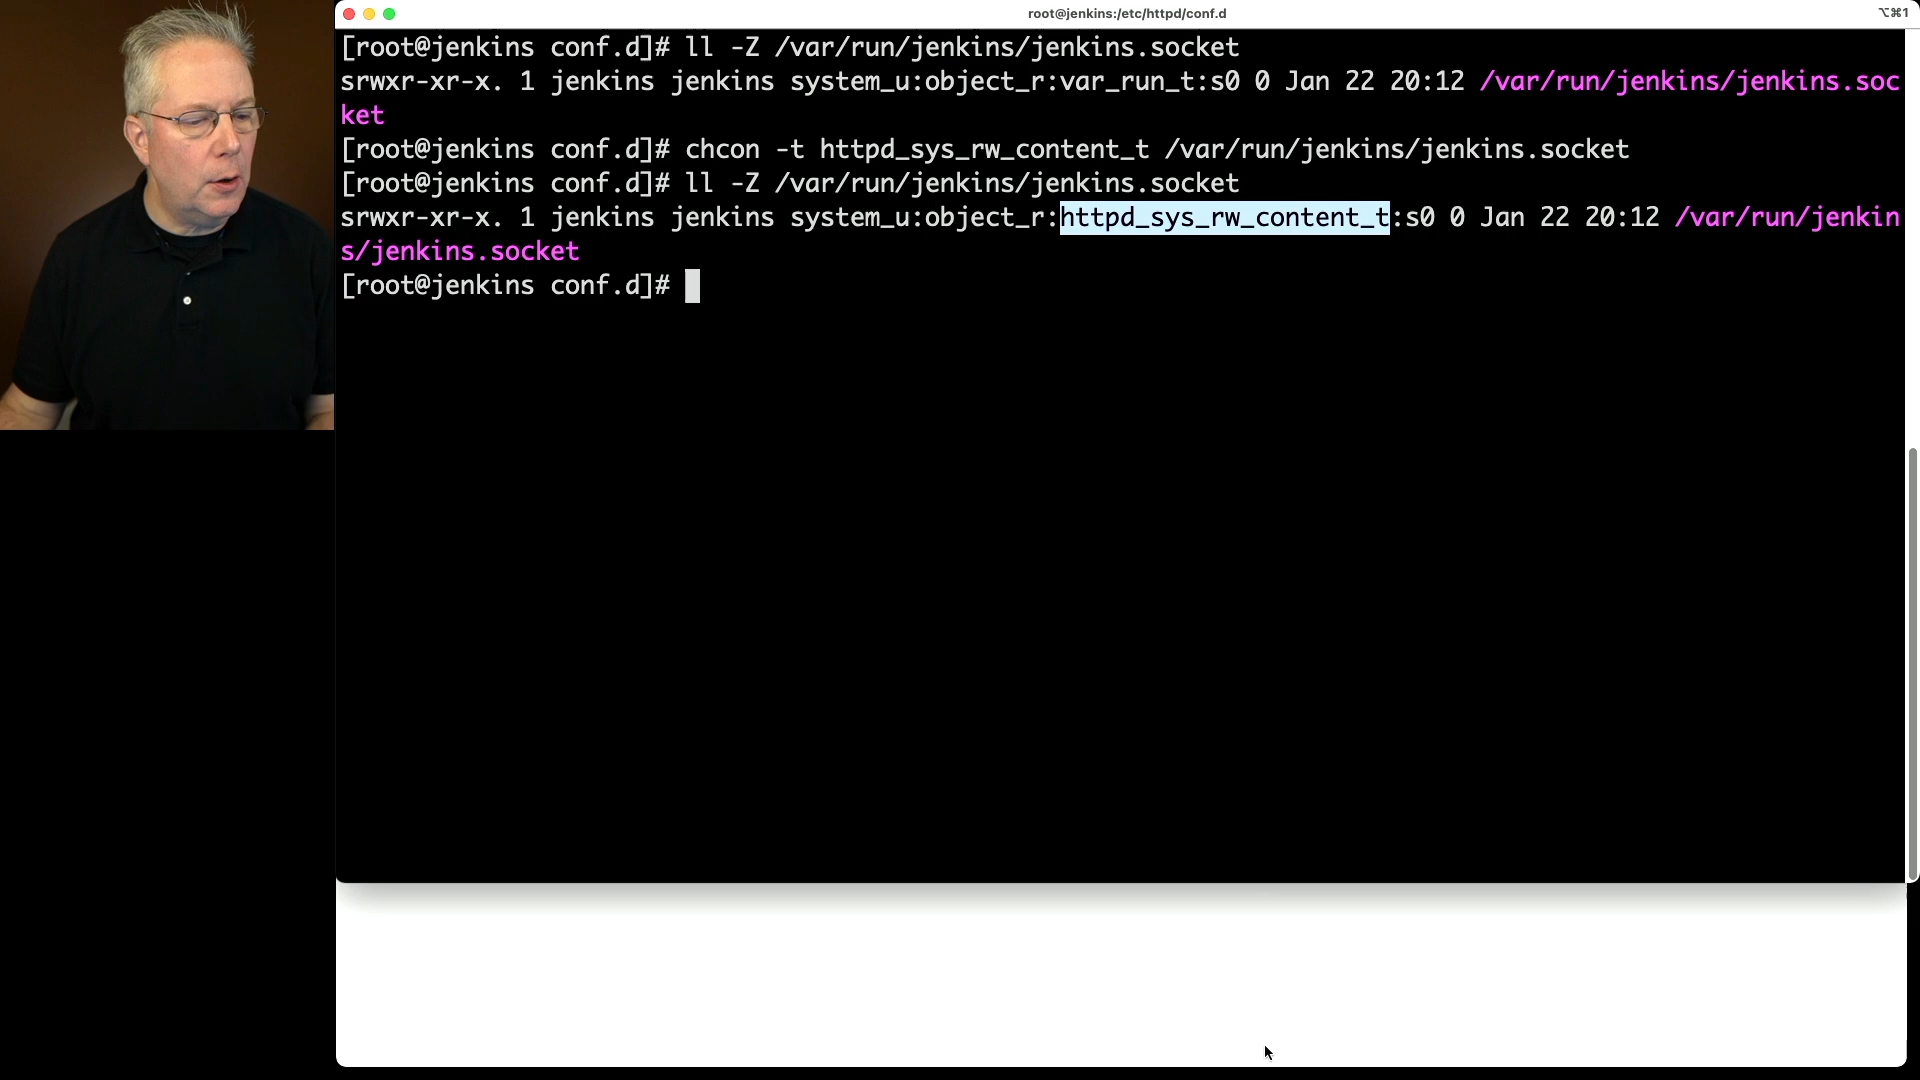 root@jenkins:/etc/httpd/conf.d
⌥⌘1
[root@jenkins conf.d]# ll -Z /var/run/jenkins/jenkins.socket
srwxr-xr-x. 1 jenkins jenkins system_u:object_r:var_run_t:s0 0 Jan 22 20:12 /var/run/jenkins/jenkins.soc
ket
[root@jenkins conf.d]# chcon -t httpd_sys_rw_content_t /var/run/jenkins/jenkins.socket
[root@jenkins conf.d]# ll -Z /var/run/jenkins/jenkins.socket
srwxr-xr-x. 1 jenkins jenkins system_u:object_r:httpd_sys_rw_content_t:s0 0 Jan 22 20:12 /var/run/jenkin
s/jenkins.socket
[root@jenkins conf.d]#